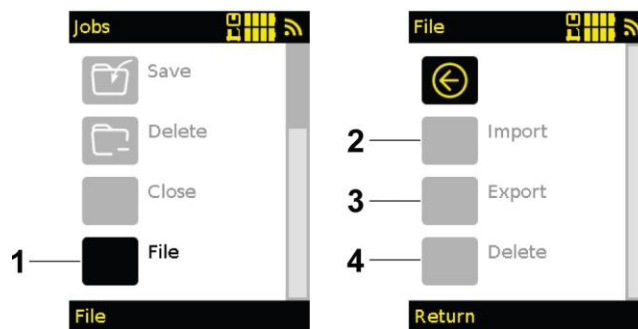 Jobs
Save
Delete
Close
1
File
File
File
2
Import
3
Export
4
Delete
Return